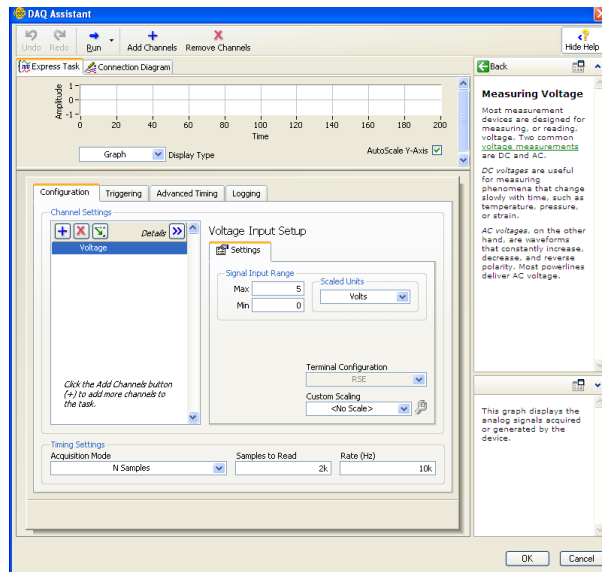 DAQ Assistant
Undo Redo Run Add Channels Remove Channels Hide Help
Express Task Connection Diagram
Amplitude
1
0
-1
0 20 40 60 80 100 120 140 160 180 200
Time
Graph Display Type AutoScale Y-Axis
Configuration Triggering Advanced Timing Logging
Channel Settings
Details
Voltage
Click the Add Channels button
(+) to add more channels to
the task.
Voltage Input Setup
Settings
Signal Input Range
Max 5
Min 0
Scaled Units
Volts
Terminal Configuration
RSE
Custom Scaling
<No Scale>
Timing Settings
Acquisition Mode Samples to Read Rate (Hz)
N Samples 2k 10k
Back
Measuring Voltage
Most measurement
devices are designed for
measuring, or reading,
voltage. Two common
voltage measurements
are DC and AC.
DC voltages are useful
for measuring
phenomena that change
slowly with time, such as
temperature, pressure,
or strain.
AC voltages, on the other
hand, are waveforms
that constantly increase,
decrease, and reverse
polarity. Most powerlines
deliver AC voltage.
This graph displays the
analog signals acquired
or generated by the
device.
OK Cancel